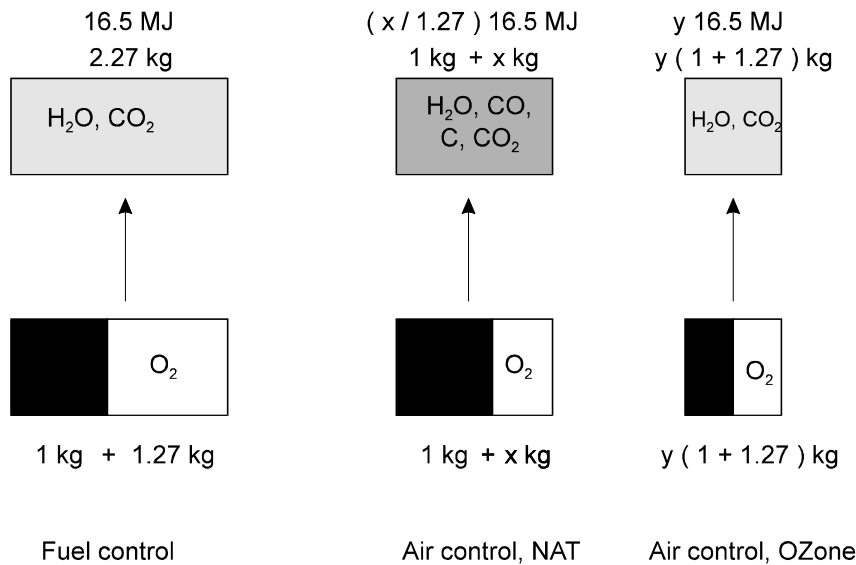 16.5 MJ
2.27 kg
H₂O, CO₂
O₂
1 kg + 1.27 kg
Fuel control
( x / 1.27 ) 16.5 MJ
1 kg + x kg
H₂O, CO,
C, CO₂
O₂
1 kg + x kg
Air control, NAT
y 16.5 MJ
y ( 1 + 1.27 ) kg
H₂O, CO₂
O₂
y ( 1 + 1.27 ) kg
Air control, OZone